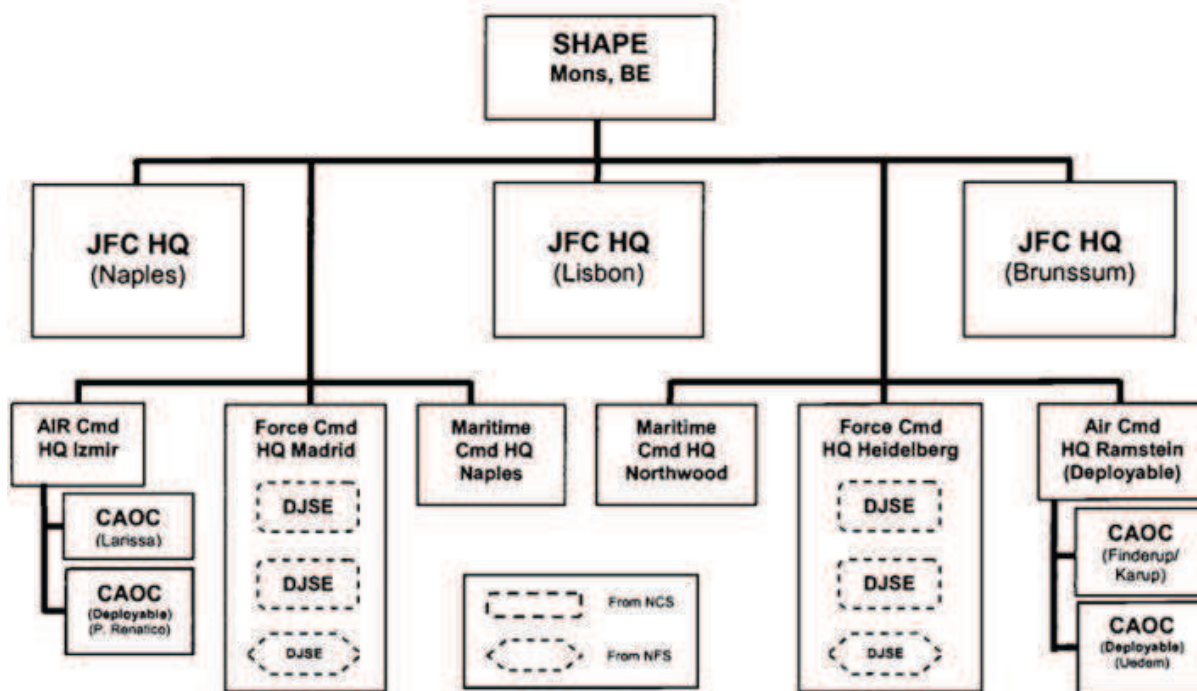 SHAPE
Mons, BE
JFC HQ
(Naples)
JFC HQ
(Lisbon)
JFC HQ
(Brunssum)
AIR Cmd
HQ Izmir
Force Cmd
HQ Madrid
Maritime
Cmd HQ
Naples
Maritime
Cmd HQ
Northwood
Force Cmd
HQ Heidelberg
Air Cmd
HQ Ramstein
(Deployable)
CAOC
(Larissa)
CAOC
(Deployable)
(P. Renatico)
DJSE
DJSE
DJSE
From NCS
From NFS
DJSE
DJSE
DJSE
CAOC
(Finderup/
Karup)
CAOC
(Deployable)
(Uedem)